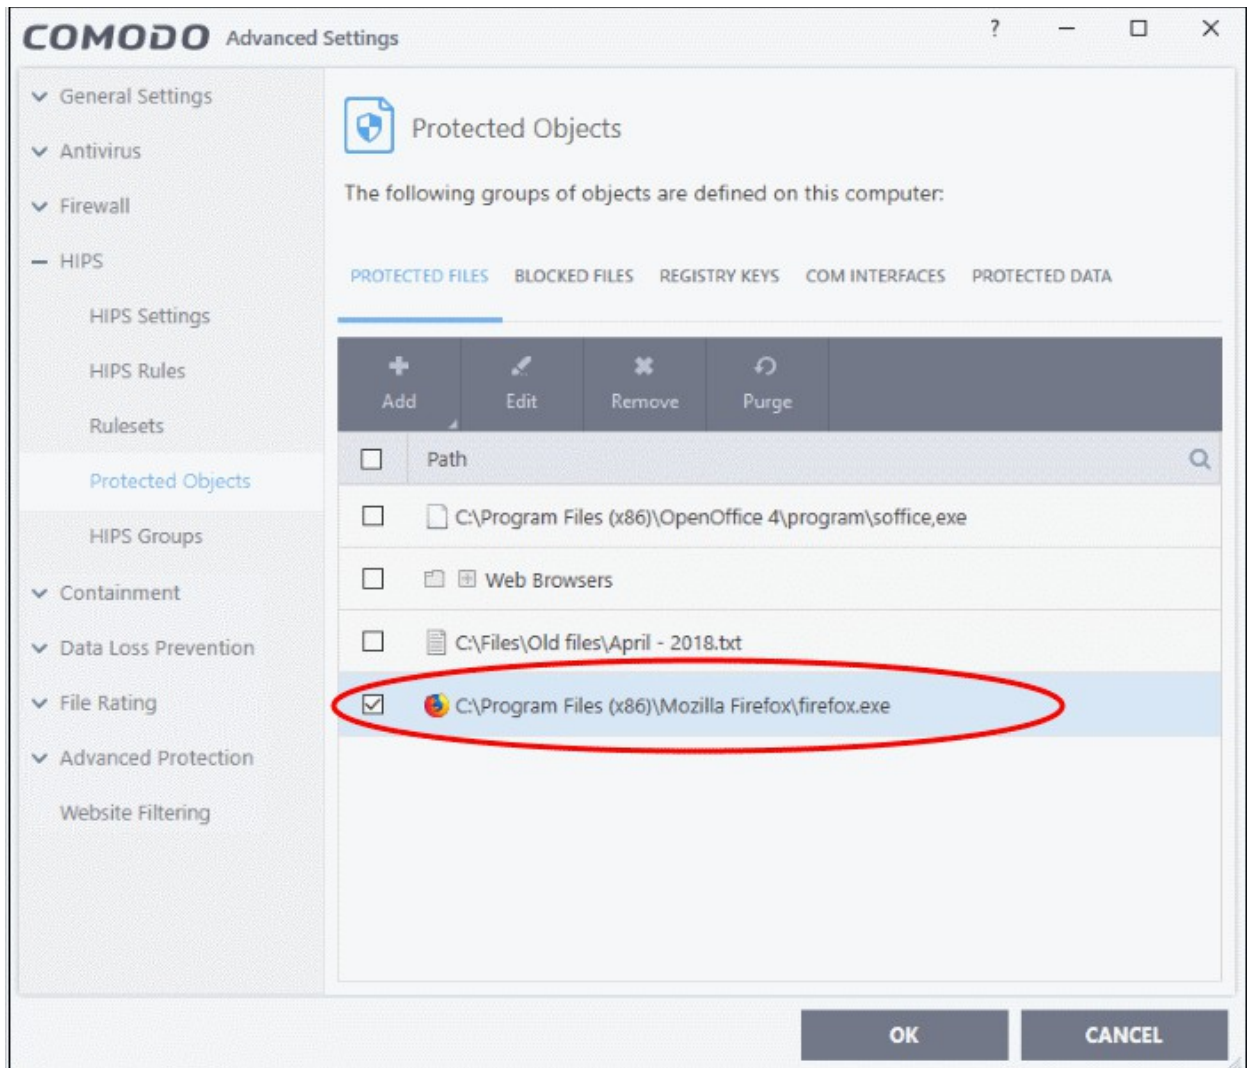 COMODO Advanced Settings ?
General Settings
Antivirus
Firewall
HIPS
HIPS Settings
HIPS Rules
Rulesets
Protected Objects
HIPS Groups
Containment
Data Loss Prevention
File Rating
Advanced Protection
Website Filtering
Protected Objects
The following groups of objects are defined on this computer:
PROTECTED FILES BLOCKED FILES REGISTRY KEYS COM INTERFACES PROTECTED DATA
Add Edit Remove Purge
Path
C:\Program Files (x86)\OpenOffice 4\program\soffice,exe
Web Browsers
C:\Files\Old files\April - 2018.txt
C:\Program Files (x86)\Mozilla Firefox\firefox.exe
OK CANCEL